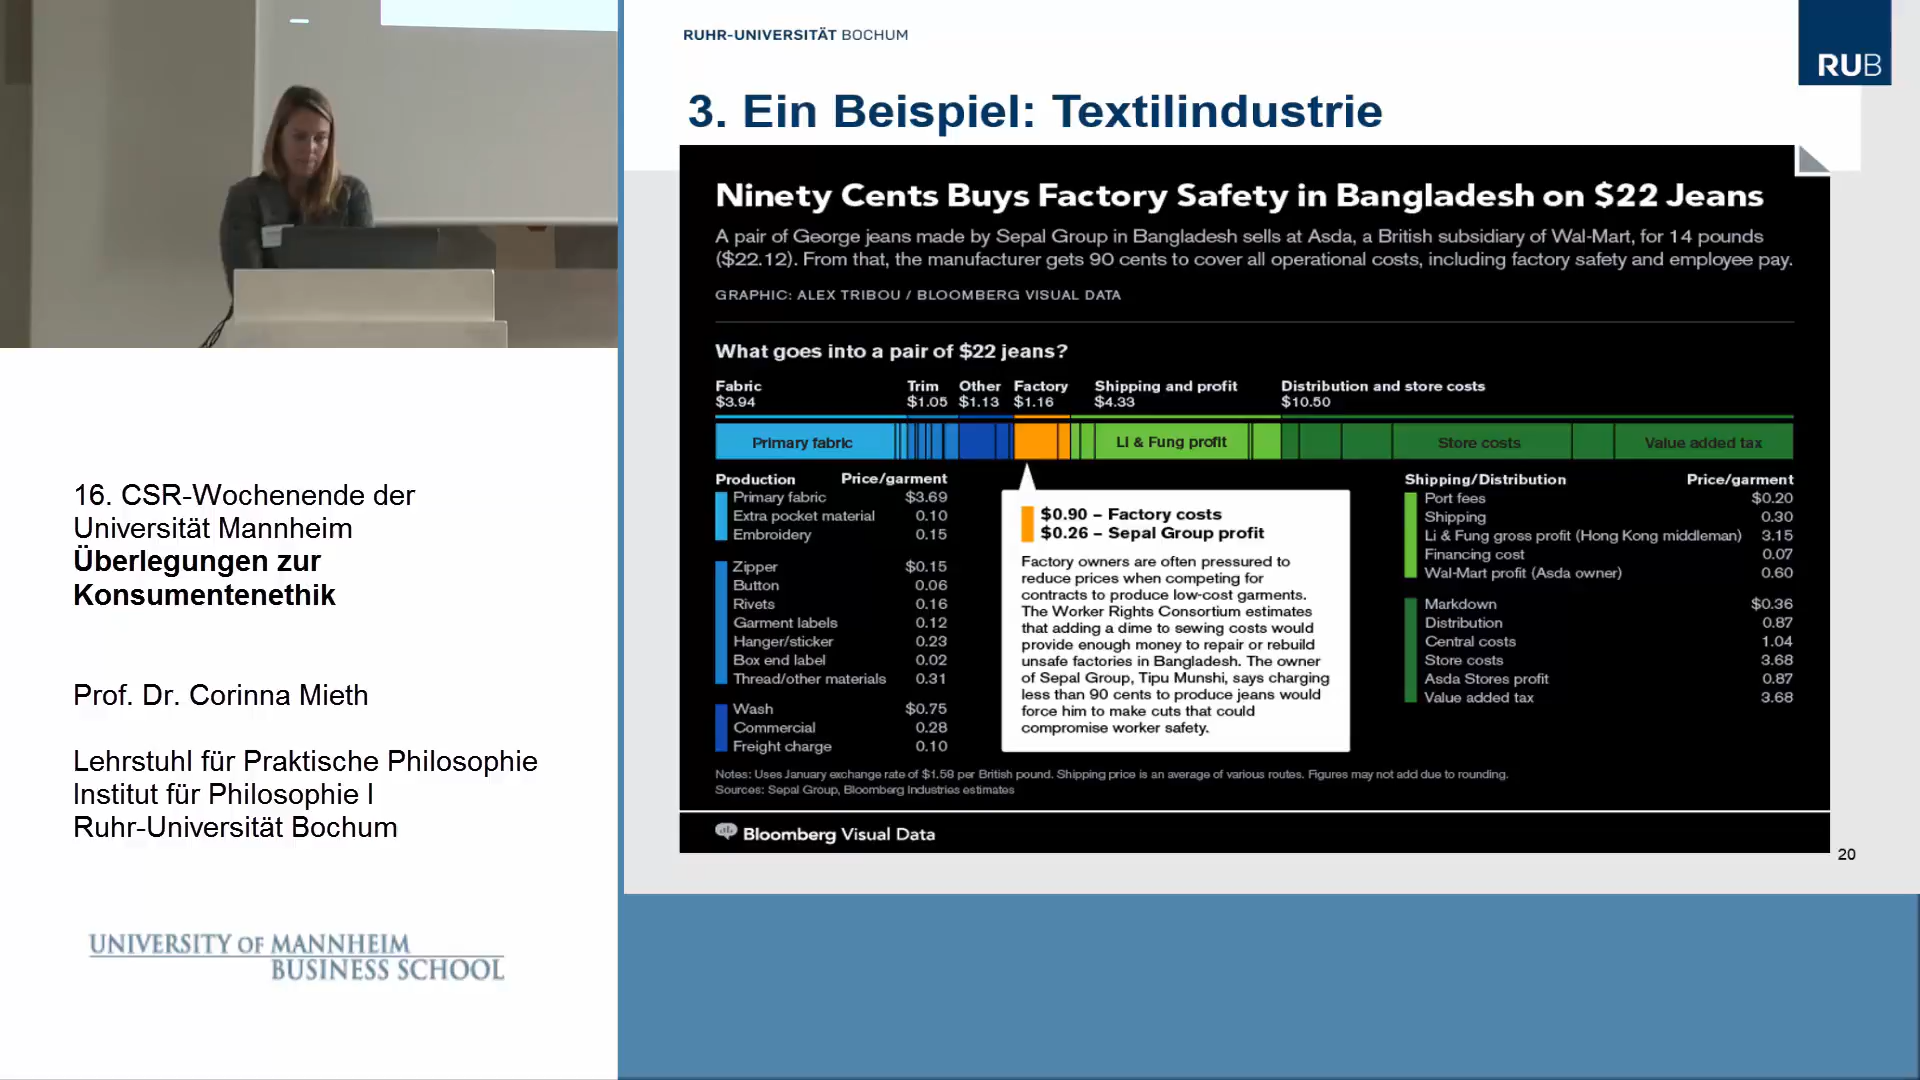 RUHR-UNIVERSITÄT BOCHUM
RUB
3. Ein Beispiel: Textilindustrie
Ninety Cents Buys Factory Safety in Bangladesh on $22 Jeans
A pair of George jeans made by Sepal Group in Bangladesh sells at Asda, a British subsidiary of Wal-Mart, for 14 pounds
($22.12). From that, the manufacturer gets 90 cents to cover all operational costs, including factory safety and employee pay.
GRAPHIC: ALEX TRIBOU / BLOOMBERG VISUAL DATA
What goes into a pair of $22 jeans?
Fabric Trim Other Factory Shipping and profit Distribution and store costs
$3.94 $1.05 $1.13 $1.16 $4.33 $10.50
Primary fabric Li & Fung profit Store costs Value added tax
Production Price/garment
Primary fabric $3.69
Extra pocket material 0.10
Embroidery 0.15
Zipper $0.15
Button 0.06
Rivets 0.16
Garment labels 0.12
Hanger/sticker 0.23
Box end label 0.02
Thread/other materials 0.31
Wash $0.75
Commercial 0.28
Freight charge 0.10
$0.90 – Factory costs
$0.26 – Sepal Group profit
Factory owners are often pressured to
reduce prices when competing for
contracts to produce low-cost garments.
The Worker Rights Consortium estimates
that adding a dime to sewing costs would
provide enough money to repair or rebuild
unsafe factories in Bangladesh. The owner
of Sepal Group, Tipu Munshi, says charging
less than 90 cents to produce jeans would
force him to make cuts that could
compromise worker safety.
Shipping/Distribution Price/garment
Port fees $0.20
Shipping 0.30
Li & Fung gross profit (Hong Kong middleman) 3.15
Financing cost 0.07
Wal-Mart profit (Asda owner) 0.60
Markdown $0.36
Distribution 0.87
Central costs 1.04
Store costs 3.68
Asda Stores profit 0.87
Value added tax 3.68
Notes: Uses January exchange rate of $1.58 per British pound. Shipping price is an average of various routes. Figures may not add due to rounding.
Sources: Sepal Group, Bloomberg Industries estimates
Bloomberg Visual Data
20
16. CSR-Wochenende der
Universität Mannheim
Überlegungen zur
Konsumentenethik
Prof. Dr. Corinna Mieth
Lehrstuhl für Praktische Philosophie
Institut für Philosophie I
Ruhr-Universität Bochum
UNIVERSITY OF MANNHEIM
BUSINESS SCHOOL